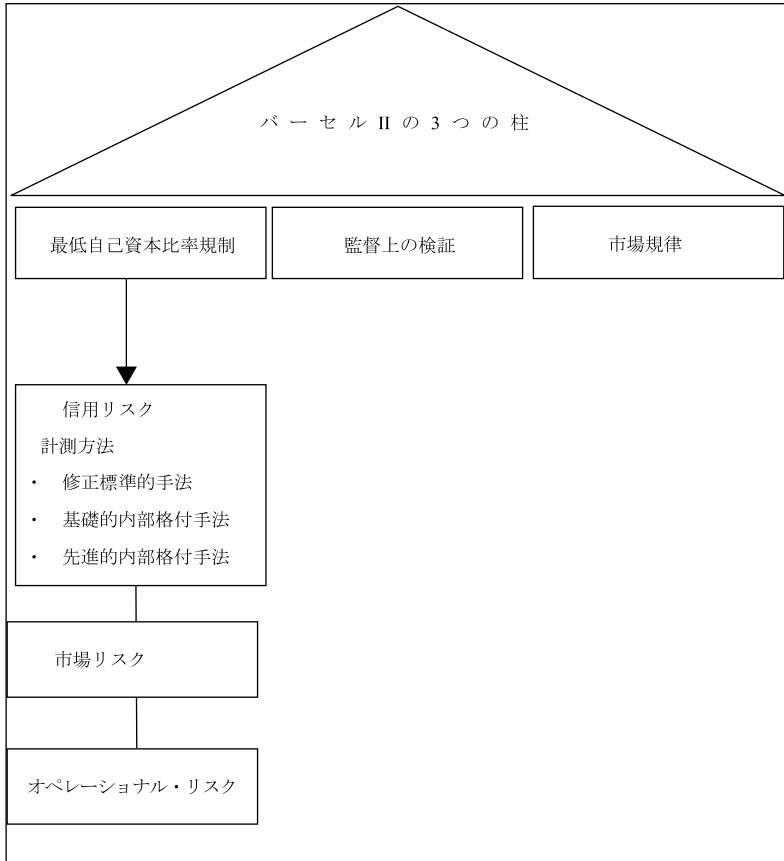 バーセルⅡの3つの柱
最低自己資本比率規制
監督上の検証
市場規律
信用リスク
計測方法
・ 修正標準的手法
・ 基礎的内部格付手法
・ 先進的内部格付手法
市場リスク
オペレーショナル・リスク